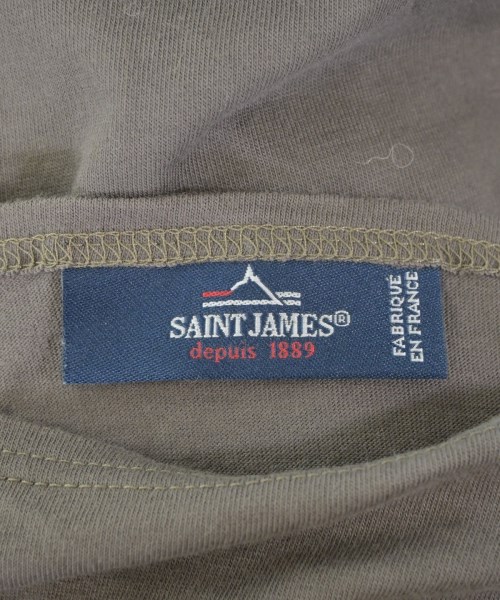 SAINT JAMES®
depuis 1889
FABRIQUÉ
EN FRANCE